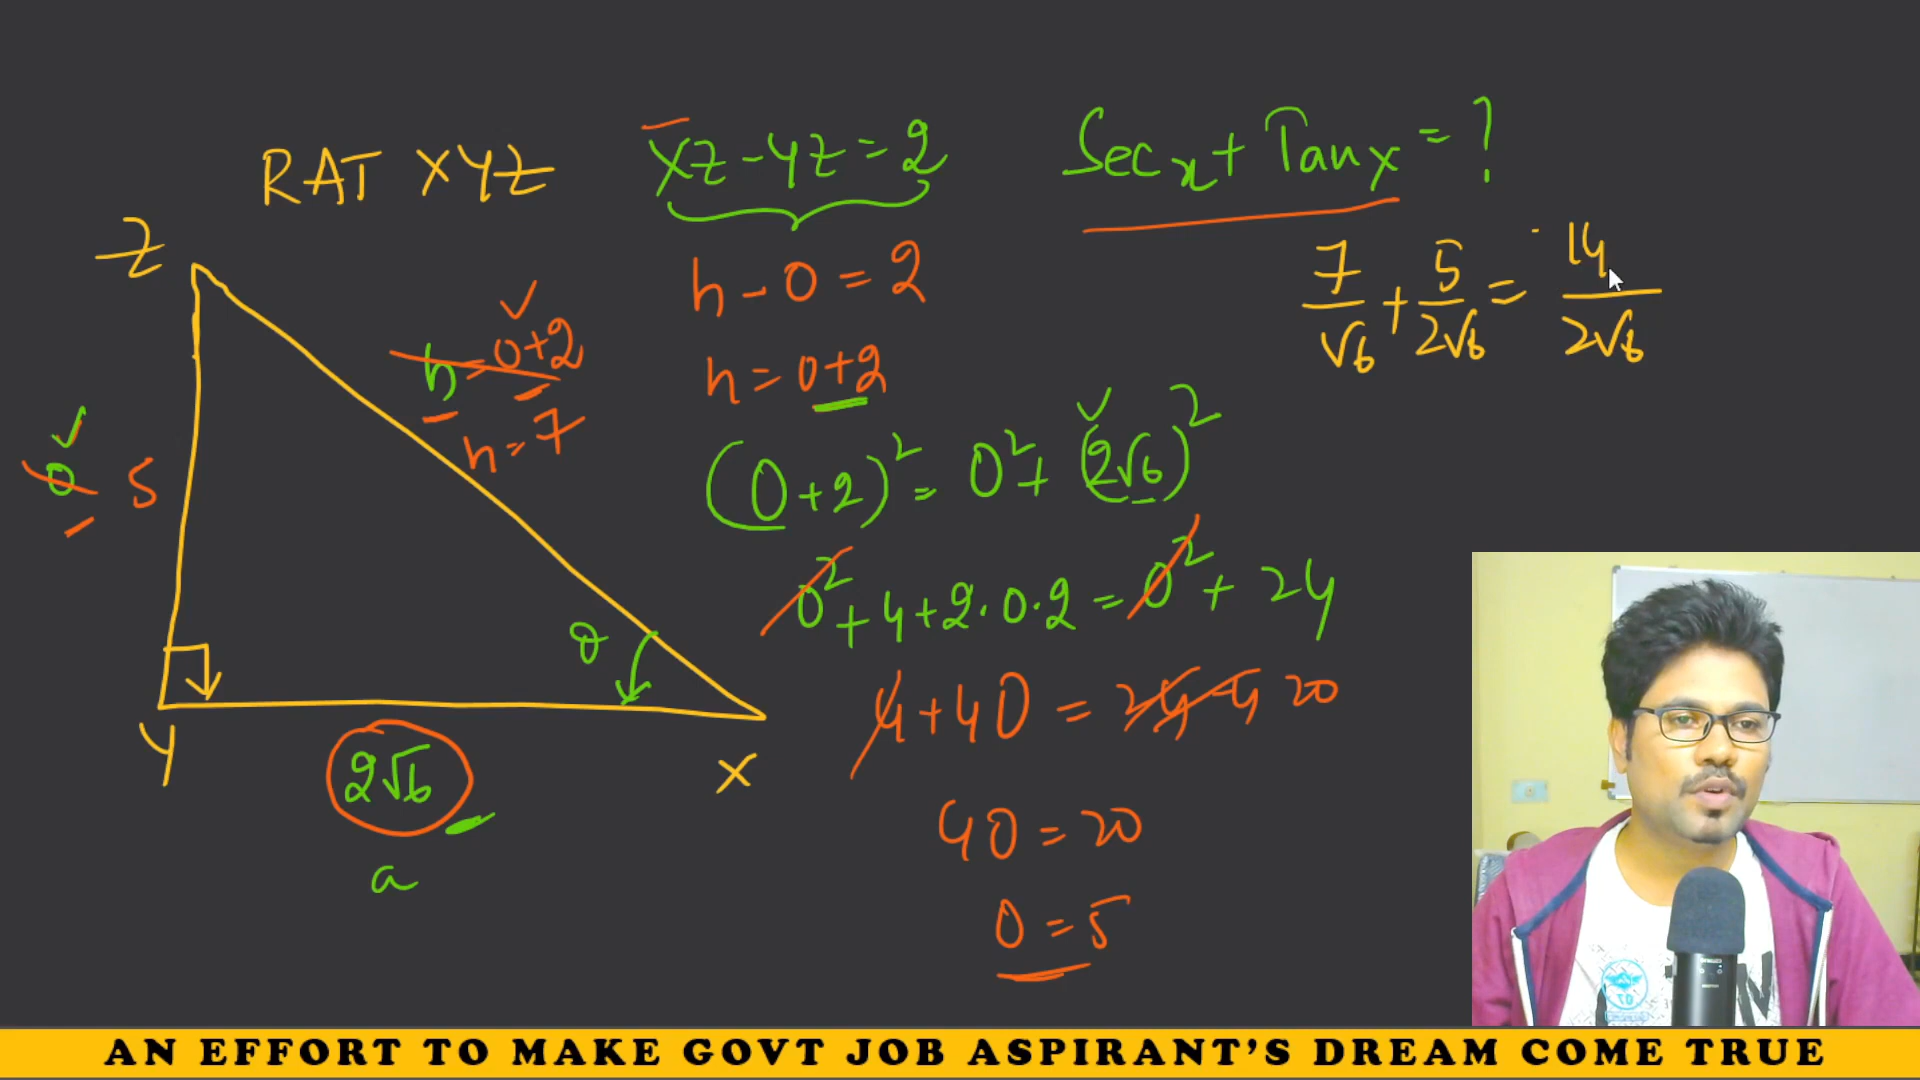 RAT XYZ
XZ - YZ = 2
Sec x + Tan x = ?
Z
h - 0 = 2
7/√6 + 5/2√6 = 14/2√6
h = 0+2
h = 0+2
h = 7
0 5
(0+2)² = 0² + (2√6)²
0² + 4 + 2·0·2 = 0² + 24
θ
4 + 40 = 24 - 4 20
Y
2√6
X
40 = 20
a
0 = 5
AN EFFORT TO MAKE GOVT JOB ASPIRANT'S DREAM COME TRUE